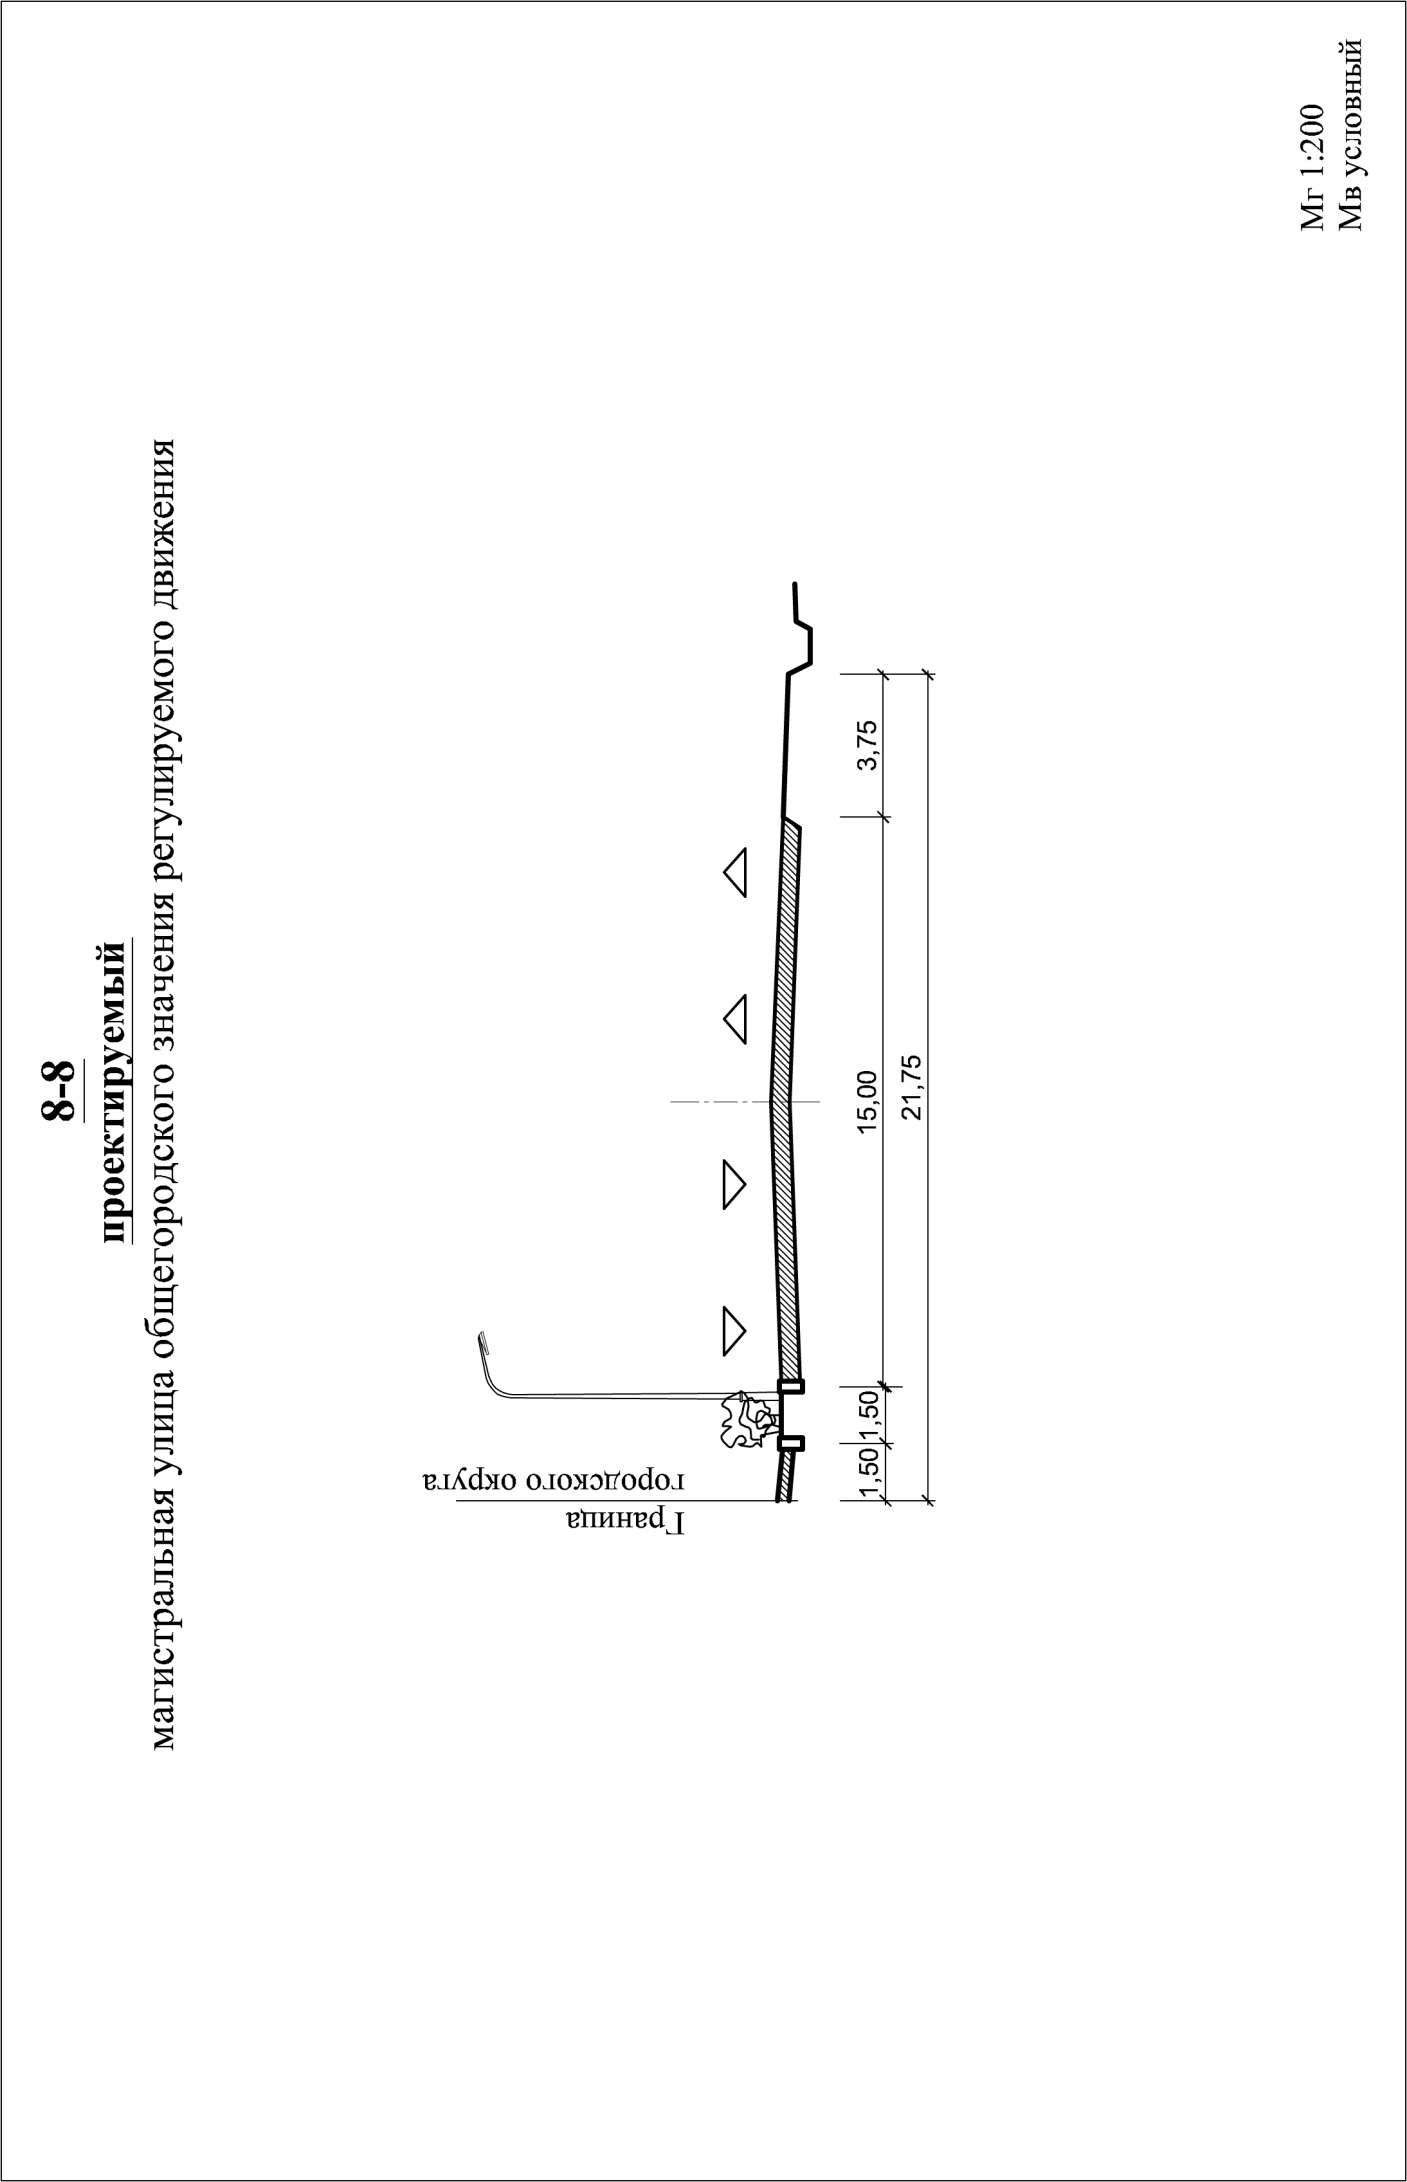 8-8
проектируемый
магистральная улица общегородского значения регулируемого движения
Граница
городского округа
1,50
1,50
15,00
3,75
21,75
Мг 1:200
Мв условный